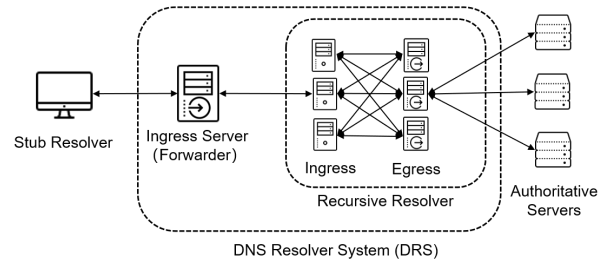 Stub Resolver
Ingress Server
(Forwarder)
Ingress
Egress
Recursive Resolver
Authoritative
Servers
DNS Resolver System (DRS)